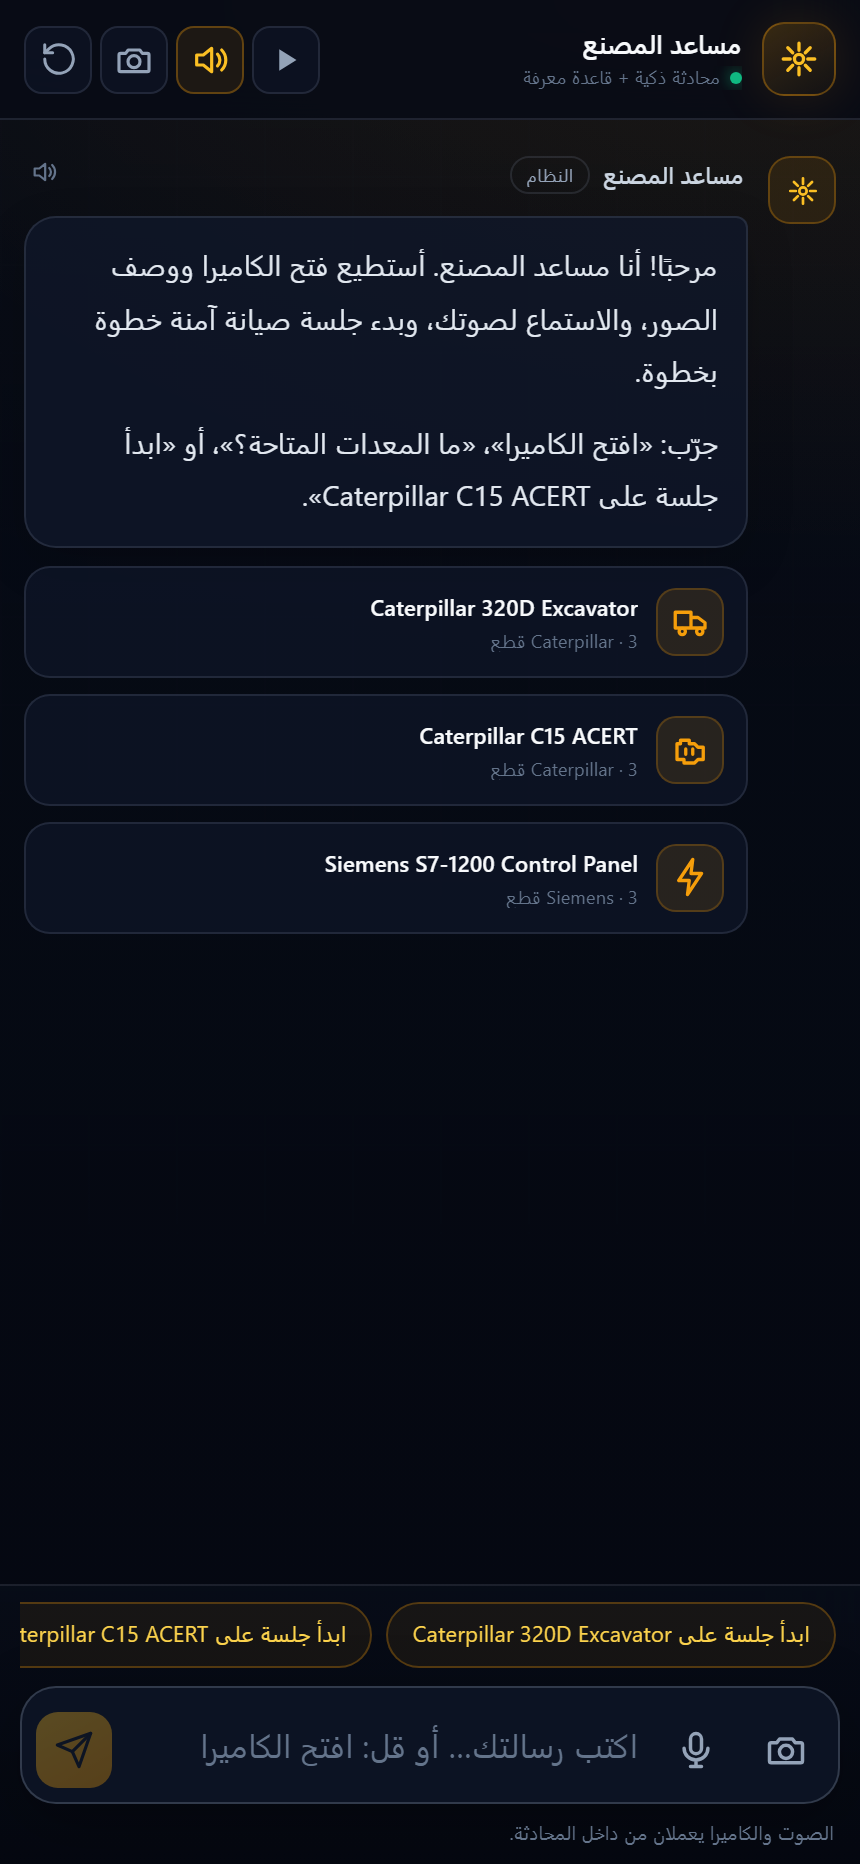 مساعد المصنع
محادثة ذكية + قاعدة معرفة
مساعد المصنع
النظام
مرحبًا! أنا مساعد المصنع. أستطيع فتح الكاميرا ووصف
الصور، والاستماع لصوتك، وبدء جلسة صيانة آمنة خطوة
بخطوة.
جرّب: «افتح الكاميرا»، «ما المعدات المتاحة؟»، أو «ابدأ
جلسة على Caterpillar C15 ACERT».
Caterpillar 320D Excavator
Caterpillar · 3 قطع
Caterpillar C15 ACERT
Caterpillar · 3 قطع
Siemens S7-1200 Control Panel
Siemens · 3 قطع
ابدأ جلسة على Caterpillar 320D Excavator
ابدأ جلسة على terpillar C15 ACERT
اكتب رسالتك... أو قل: افتح الكاميرا
الصوت والكاميرا يعملان من داخل المحادثة.